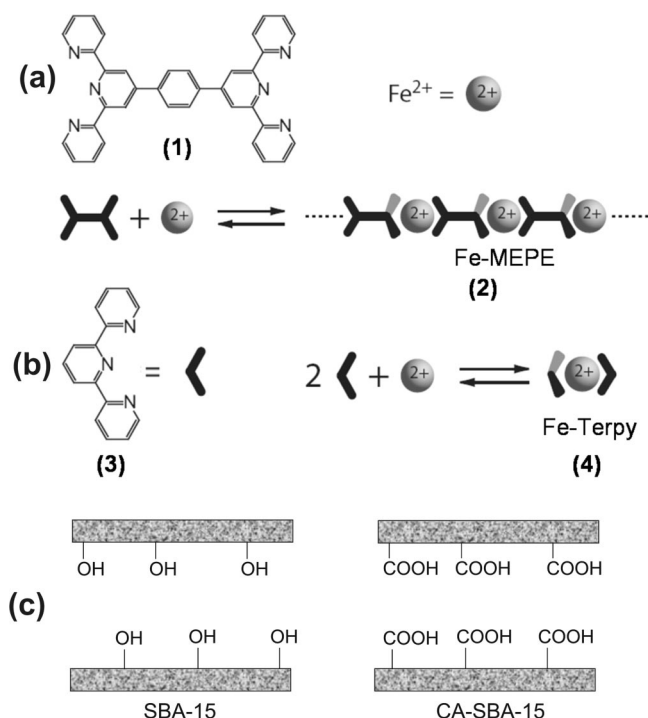 (a)
N N
N N
N N
(1)
Fe2+ = 2+
+ 2+
2+ 2+ 2+
Fe-MEPE
(2)
(b)
N
N
N
=
(3)
2 + 2+
2+
Fe-Terpy
(4)
(c)
OH OH OH
COOH COOH COOH
OH OH OH
COOH COOH COOH
SBA-15
CA-SBA-15